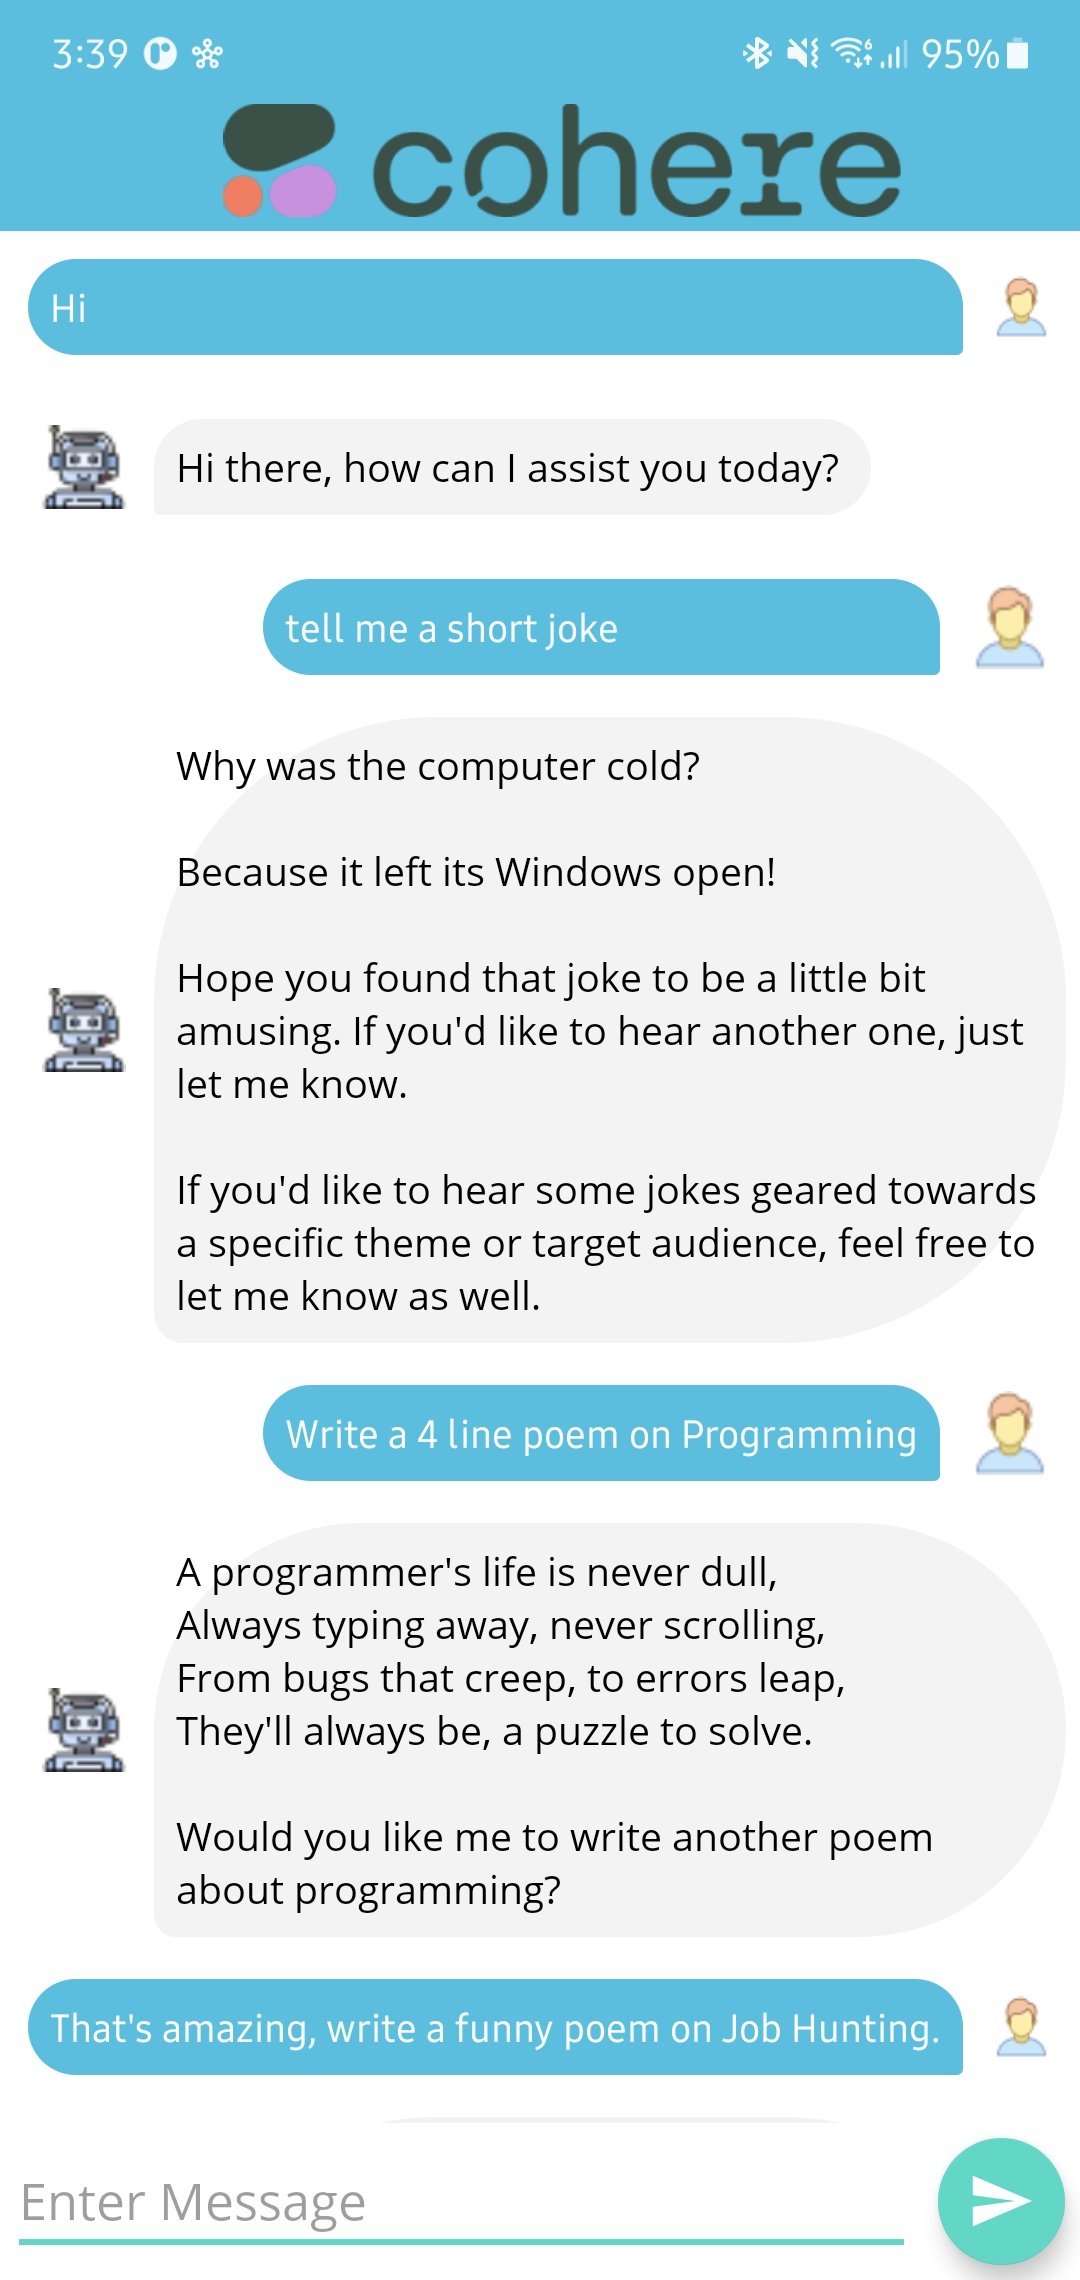 3:39 95%
cohere
Hi
Hi there, how can I assist you today?
tell me a short joke
Why was the computer cold?
Because it left its Windows open!
Hope you found that joke to be a little bit
amusing. If you'd like to hear another one, just
let me know.
If you'd like to hear some jokes geared towards
a specific theme or target audience, feel free to
let me know as well.
Write a 4 line poem on Programming
A programmer's life is never dull,
Always typing away, never scrolling,
From bugs that creep, to errors leap,
They'll always be, a puzzle to solve.
Would you like me to write another poem
about programming?
That's amazing, write a funny poem on Job Hunting.
Enter Message